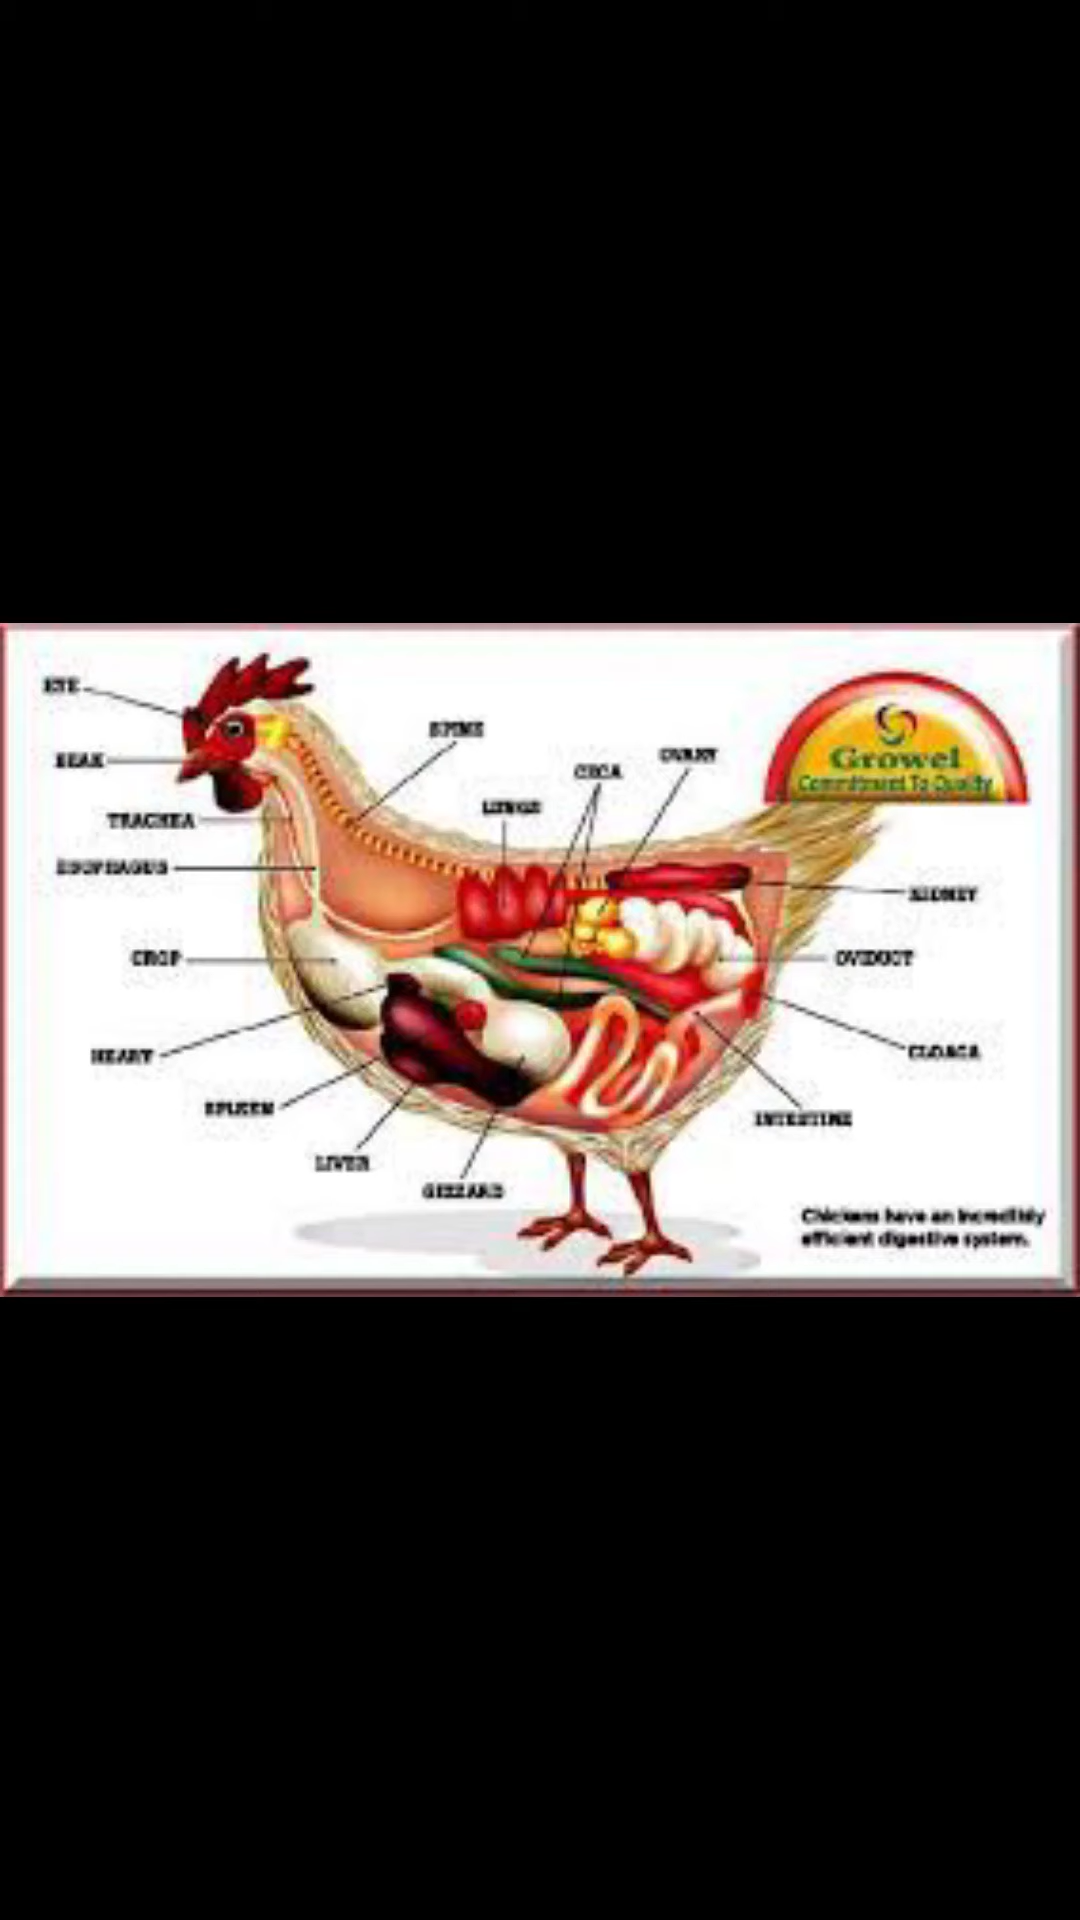 EYE
SPINE
BEAK
OVARY
CECA
LUNGS
TRACHEA
ESOPHAGUS
KIDNEY
CROP
OVIDUCT
HEART
CLOACA
SPLEEN
INTESTINE
LIVER
GIZZARD
Growel
Commitment To Quality
Chickens have an incredibly
efficient digestive system.